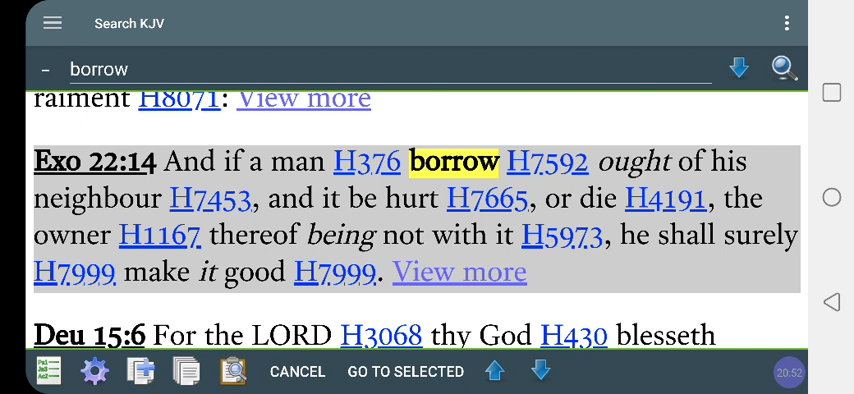 Search KJV
– borrow
raiment H8071: View more
Exo 22:14 And if a man H376 borrow H7592 ought of his
neighbour H7453, and it be hurt H7665, or die H4191, the
owner H1167 thereof being not with it H5973, he shall surely
H7999 make it good H7999. View more
Deu 15:6 For the LORD H3068 thy God H430 blesseth
CANCEL GO TO SELECTED 20:52